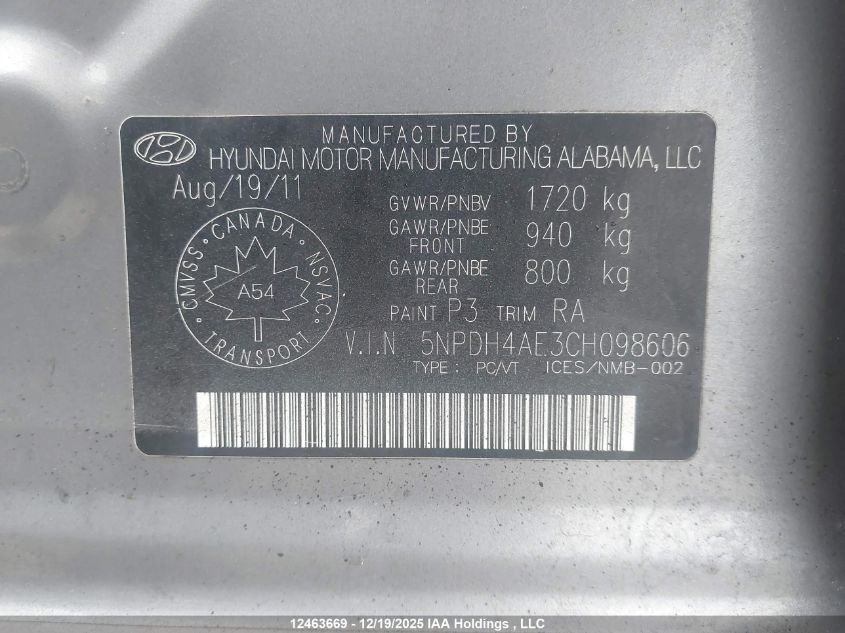 MANUFACTURED BY
HYUNDAI MOTOR MANUFACTURING ALABAMA, LLC
Aug/19/11
GVWR/PNBV 1720 kg
GAWR/PNBE FRONT 940 kg
GAWR/PNBE REAR 800 kg
CMVSS · CANADA · NSVAC · TRANSPORT ·
A54
PAINT P3 TRIM RA
V.I.N 5NPDH4AE3CH098606
TYPE : PC/VT ICES/NMB-002
12463669 - 12/19/2025 IAA Holdings , LLC